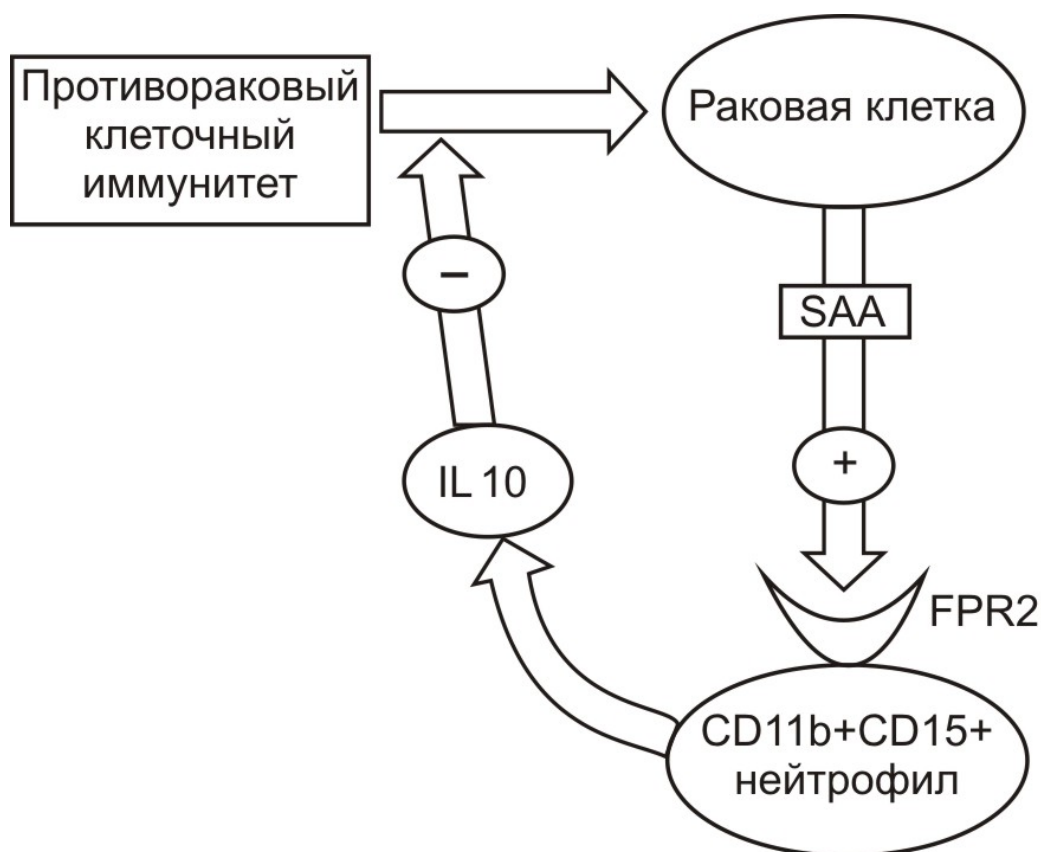 Противораковый
клеточный
иммунитет
Раковая клетка
–
SAA
+
IL 10
FPR2
CD11b+CD15+
нейтрофил